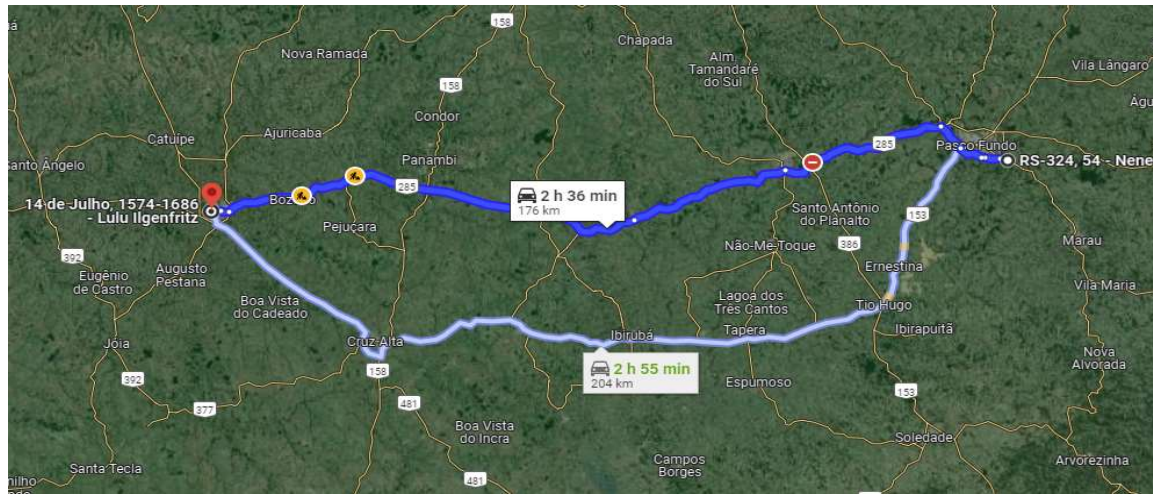 158
Chapada
Nova Ramada
Alm.
Tamandaré
do Sul
Vila Lângaro
158
Condor
Águ
Catuípe
Ajuricaba
285
Passo Fundo
Santo Ângelo
Panambi
RS-324, 54 - Nene
285
2 h 36 min
176 km
14 de Julho, 1574-1686
- Lulu Ilgenfritz
Santo Antônio
do Planalto
153
Pejuçara
Não-Me-Toque
386
Marau
392
Augusto
Pestana
Eugênio
de Castro
Ernestina
Vila Maria
Boa Vista
do Cadeado
Lagoa dos
Três Cantos
Tio Hugo
Ibirapuitã
Jóia
Cruz Alta
Ibirubá
Tapera
Nova
Alvorada
2 h 55 min
204 km
158
392
Espumoso
153
377
481
Boa Vista
do Incra
Soledade
Santa Tecla
Campos
Borges
Arvorezinha
481